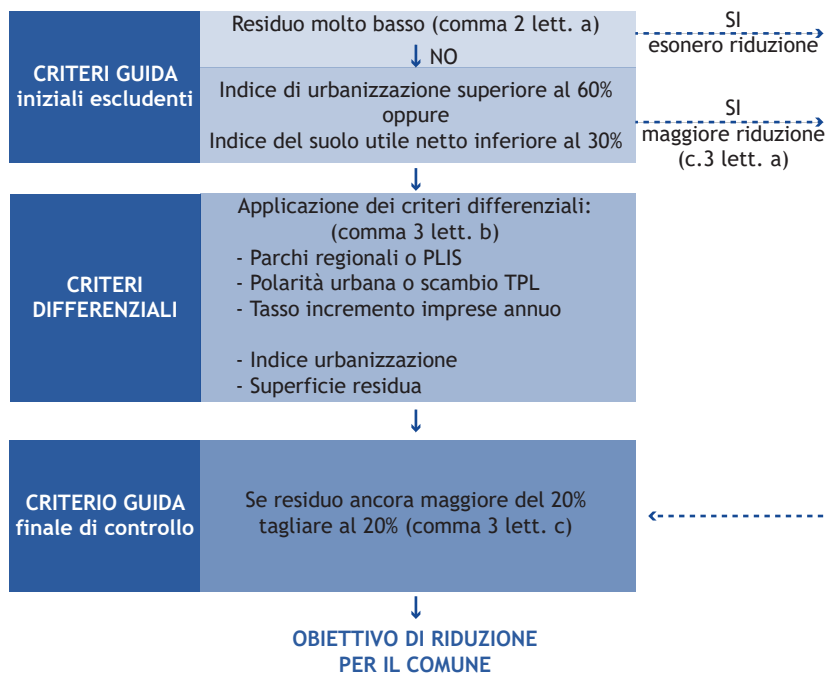 Residuo molto basso (comma 2 lett. a)
SI
esonero riduzione
NO
CRITERI GUIDA
iniziali escludenti
Indice di urbanizzazione superiore al 60%
oppure
Indice del suolo utile netto inferiore al 30%
SI
maggiore riduzione
(c.3 lett. a)
CRITERI
DIFFERENZIALI
Applicazione dei criteri differenziali:
(comma 3 lett. b)
- Parchi regionali o PLIS
- Polarità urbana o scambio TPL
- Tasso incremento imprese annuo
- Indice urbanizzazione
- Superficie residua
CRITERIO GUIDA
finale di controllo
Se residuo ancora maggiore del 20%
tagliare al 20% (comma 3 lett. c)
OBIETTIVO DI RIDUZIONE
PER IL COMUNE